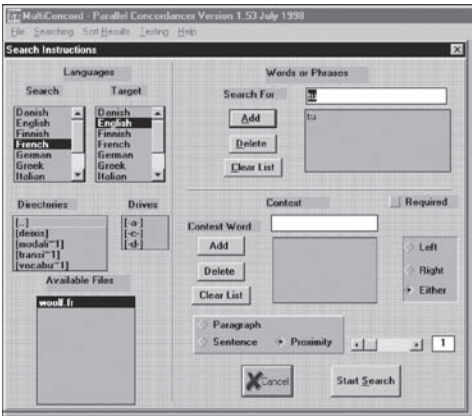 MultiConcord - Parallel Concordancer Version 1.53 July 1998
File Searching Sort Results Testing Help
Search Instructions
Languages
Search Target
Danish
English
Finnish
French
German
Greek
Italian
Danish
English
Finnish
French
German
Greek
Italian
Words or Phrases
Search For
tu
Add
Delete
Clear List
tu
Directories Drives
[..]
[deixis]
[modali~1]
[transi~1]
[vocabu~1]
[-a-]
[-c-]
[-d-]
Available Files
woolf.fr
Context
Required
Context Word
Add
Delete
Clear List
Left
Right
Either
Paragraph
Sentence Proximity
1
Cancel
Start Search